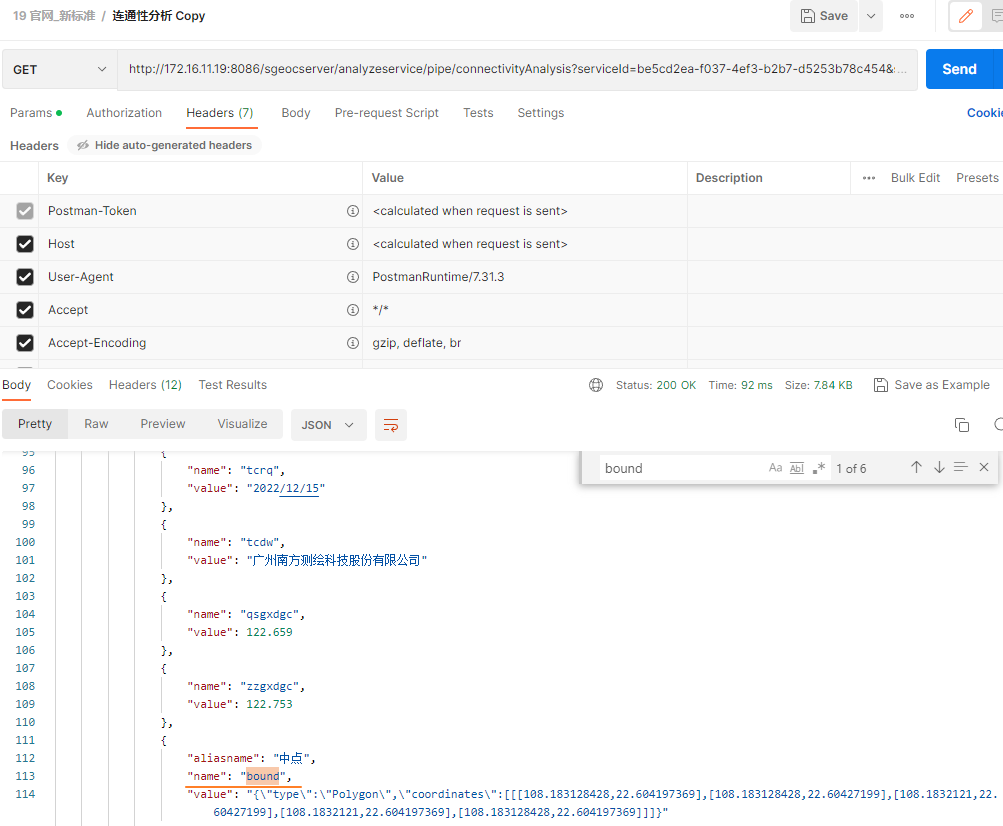 19 官网_新标准 / 连通性分析 Copy
Save
GET
http://172.16.11.19:8086/sgeocserver/analyzeservice/pipe/connectivityAnalysis?serviceId=be5cd2ea-f037-4ef3-b2b7-d5253b78c454&...
Send
Params Authorization Headers (7) Body Pre-request Script Tests Settings Cookie
Headers Hide auto-generated headers
Key Value Description Bulk Edit Presets
Postman-Token <calculated when request is sent>
Host <calculated when request is sent>
User-Agent PostmanRuntime/7.31.3
Accept */*
Accept-Encoding gzip, deflate, br
Body Cookies Headers (12) Test Results Status: 200 OK Time: 92 ms Size: 7.84 KB Save as Example
Pretty Raw Preview Visualize JSON
bound Aa Abl .* 1 of 6
95 {
96 "name": "tcrq",
97 "value": "2022/12/15"
98 },
99 {
100 "name": "tcdw",
101 "value": "广州南方测绘科技股份有限公司"
102 },
103 {
104 "name": "qsgxdgc",
105 "value": 122.659
106 },
107 {
108 "name": "zzgxdgc",
109 "value": 122.753
110 },
111 {
112 "aliasname": "中点",
113 "name": "bound",
114 "value": "{\"type\":\"Polygon\",\"coordinates\":[[[108.183128428,22.604197369],[108.183128428,22.60427199],[108.1832121,22.
60427199],[108.1832121,22.604197369],[108.183128428,22.604197369]]]}"